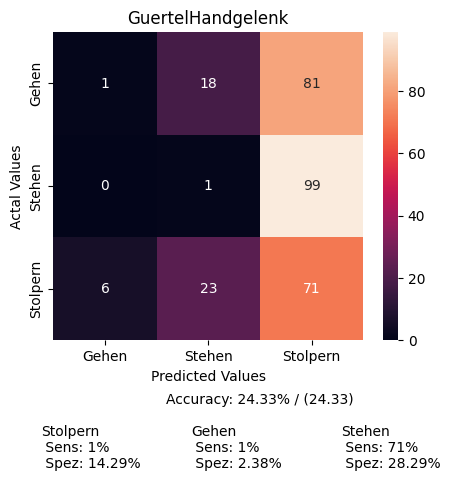 GuertelHandgelenk
Actal Values
Gehen
Stehen
Stolpern
1 18 81
0 1 99
6 23 71
80
60
40
20
0
Gehen Stehen Stolpern
Predicted Values
Accuracy: 24.33% / (24.33)
Stolpern Gehen Stehen
Sens: 1% Sens: 1% Sens: 71%
Spez: 14.29% Spez: 2.38% Spez: 28.29%